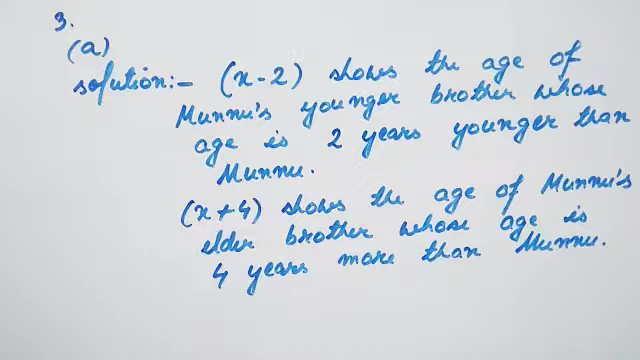 3.
(a)
solution:- (x-2) shows the age of
Munnu's younger brother whose
age is 2 years younger than
Munnu.
(x+4) shows the age of Munnu's
elder brother whose age is
4 years more than Munnu.